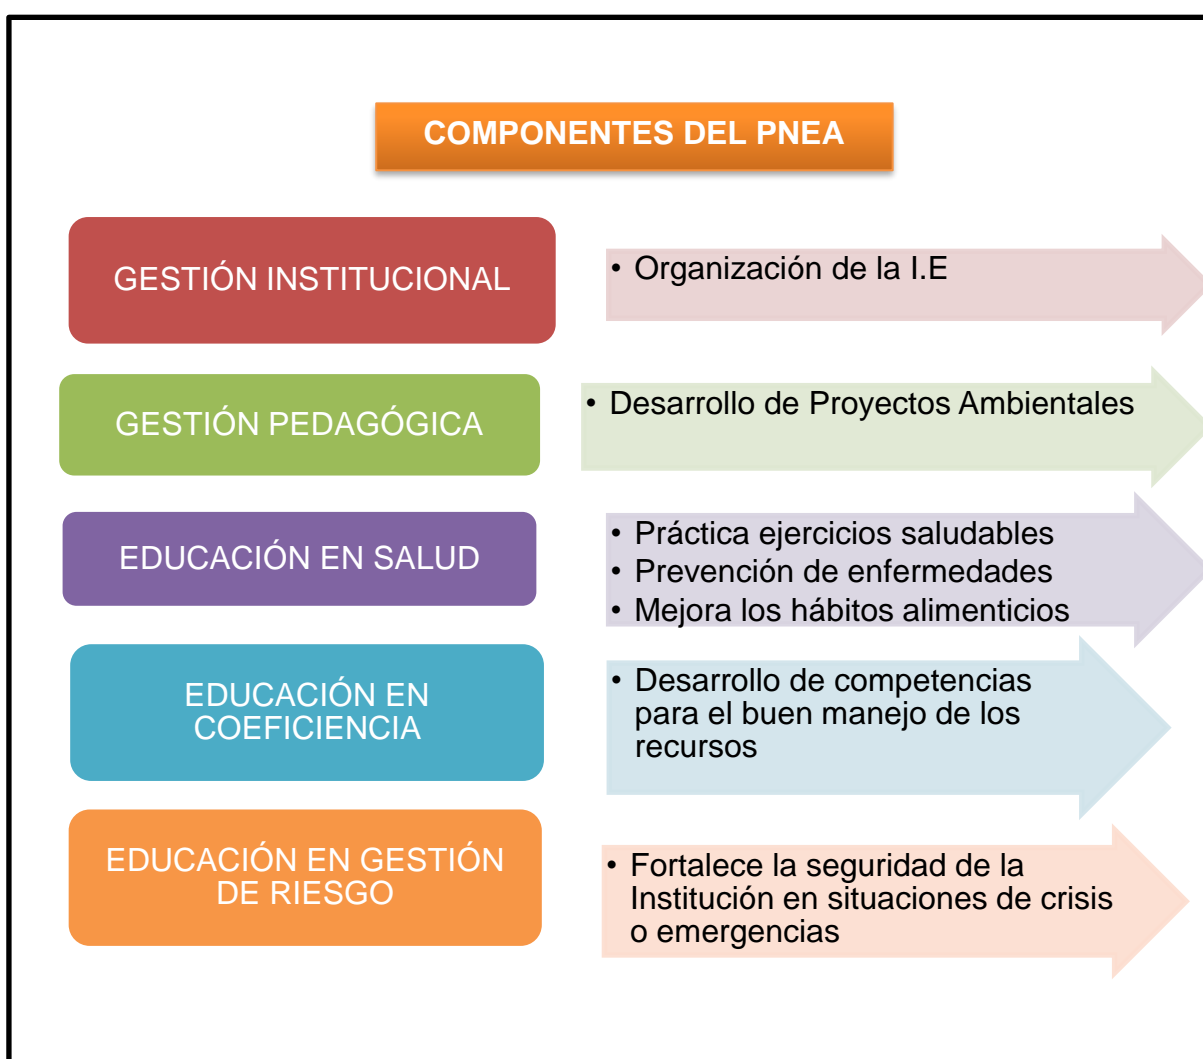 COMPONENTES DEL PNEA
GESTIÓN INSTITUCIONAL
• Organización de la I.E
GESTIÓN PEDAGÓGICA
• Desarrollo de Proyectos Ambientales
EDUCACIÓN EN SALUD
• Práctica ejercicios saludables
• Prevención de enfermedades
• Mejora los hábitos alimenticios
EDUCACIÓN EN
COEFICIENCIA
• Desarrollo de competencias
para el buen manejo de los
recursos
EDUCACIÓN EN GESTIÓN
DE RIESGO
• Fortalece la seguridad de la
Institución en situaciones de crisis
o emergencias